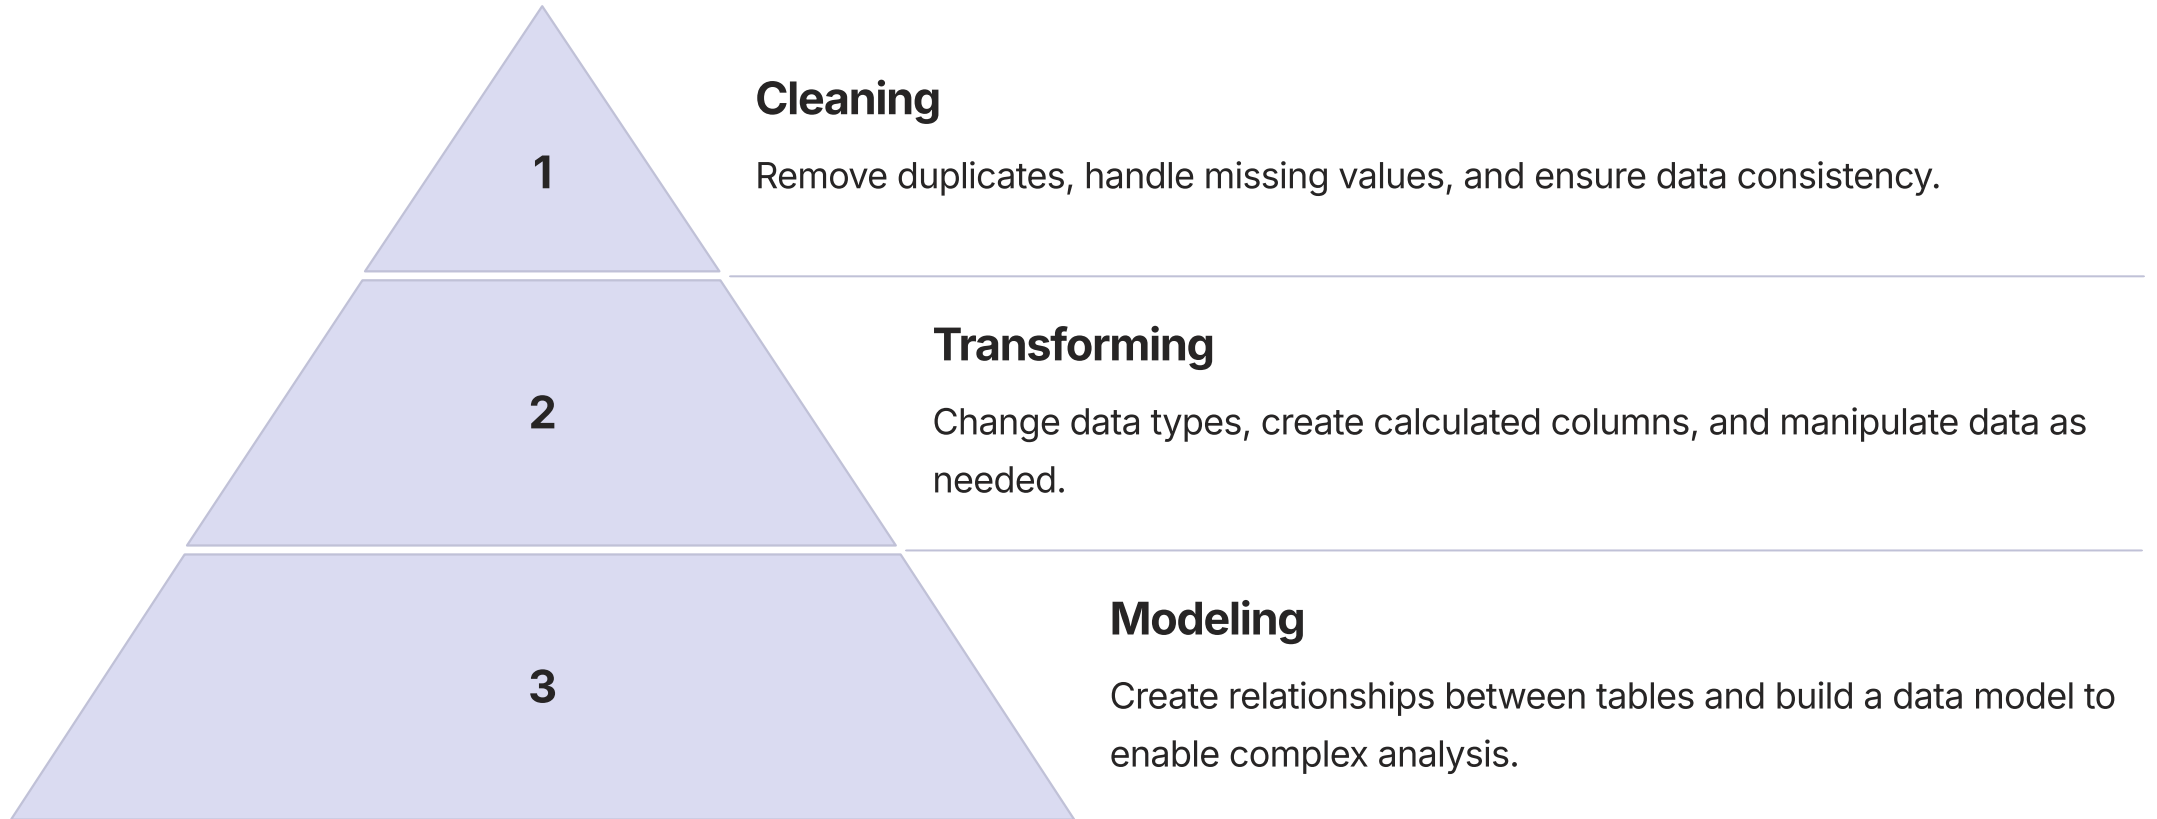 1
Cleaning
Remove duplicates, handle missing values, and ensure data consistency.
2
Transforming
Change data types, create calculated columns, and manipulate data as
needed.
3
Modeling
Create relationships between tables and build a data model to
enable complex analysis.